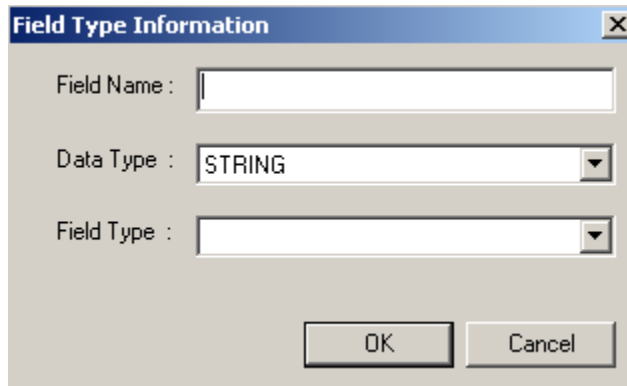 Field Type Information
Field Name :
Data Type : STRING
Field Type :
OK Cancel